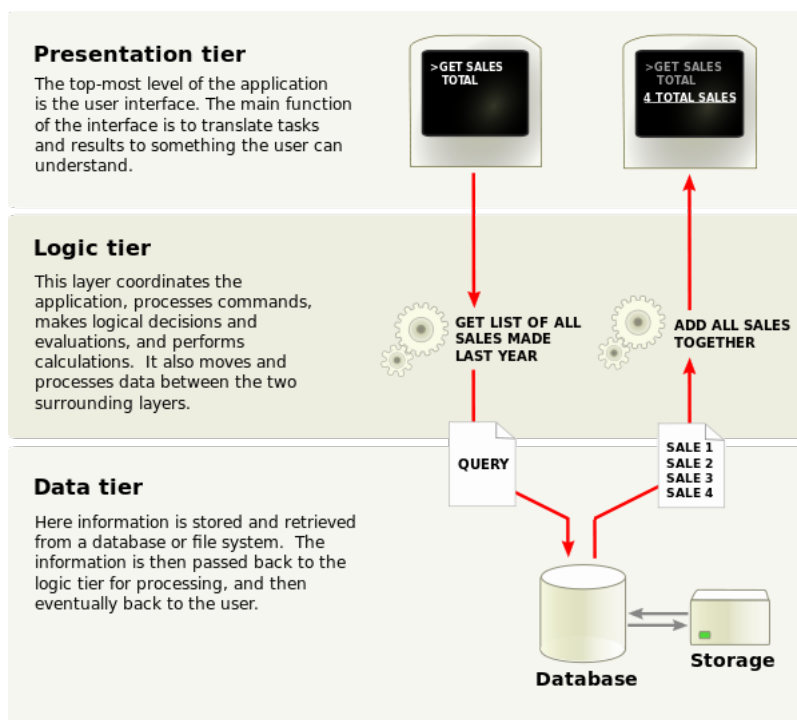 Presentation tier
The top-most level of the application
is the user interface. The main function
of the interface is to translate tasks
and results to something the user can
understand.
>GET SALES
TOTAL
>GET SALES
TOTAL
4 TOTAL SALES
Logic tier
This layer coordinates the
application, processes commands,
makes logical decisions and
evaluations, and performs
calculations.  It also moves and
processes data between the two
surrounding layers.
GET LIST OF ALL
SALES MADE
LAST YEAR
ADD ALL SALES
TOGETHER
QUERY
SALE 1
SALE 2
SALE 3
SALE 4
Data tier
Here information is stored and retrieved
from a database or file system.  The
information is then passed back to the
logic tier for processing, and then
eventually back to the user.
Database
Storage